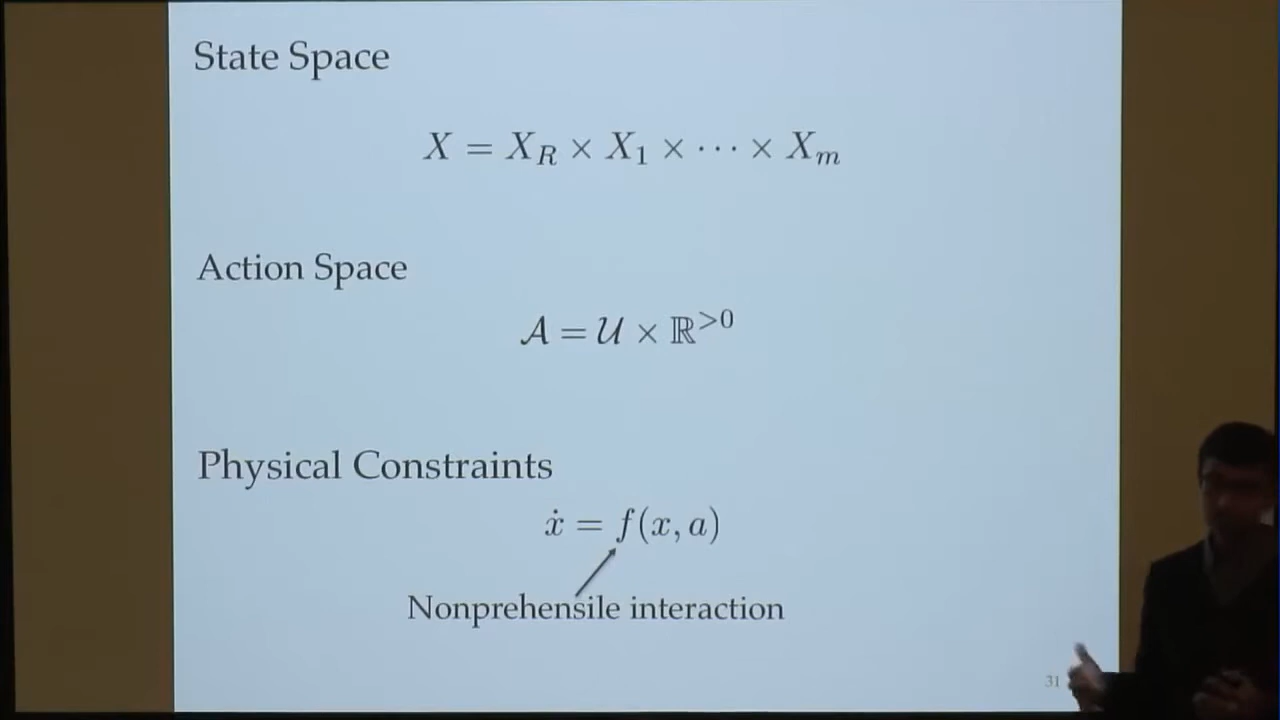 State Space
X = X_R × X_1 × ⋯ × X_m
Action Space
𝒜 = 𝒰 × ℝ^{>0}
Physical Constraints
ẋ = f(x, a)
Nonprehensile interaction
31